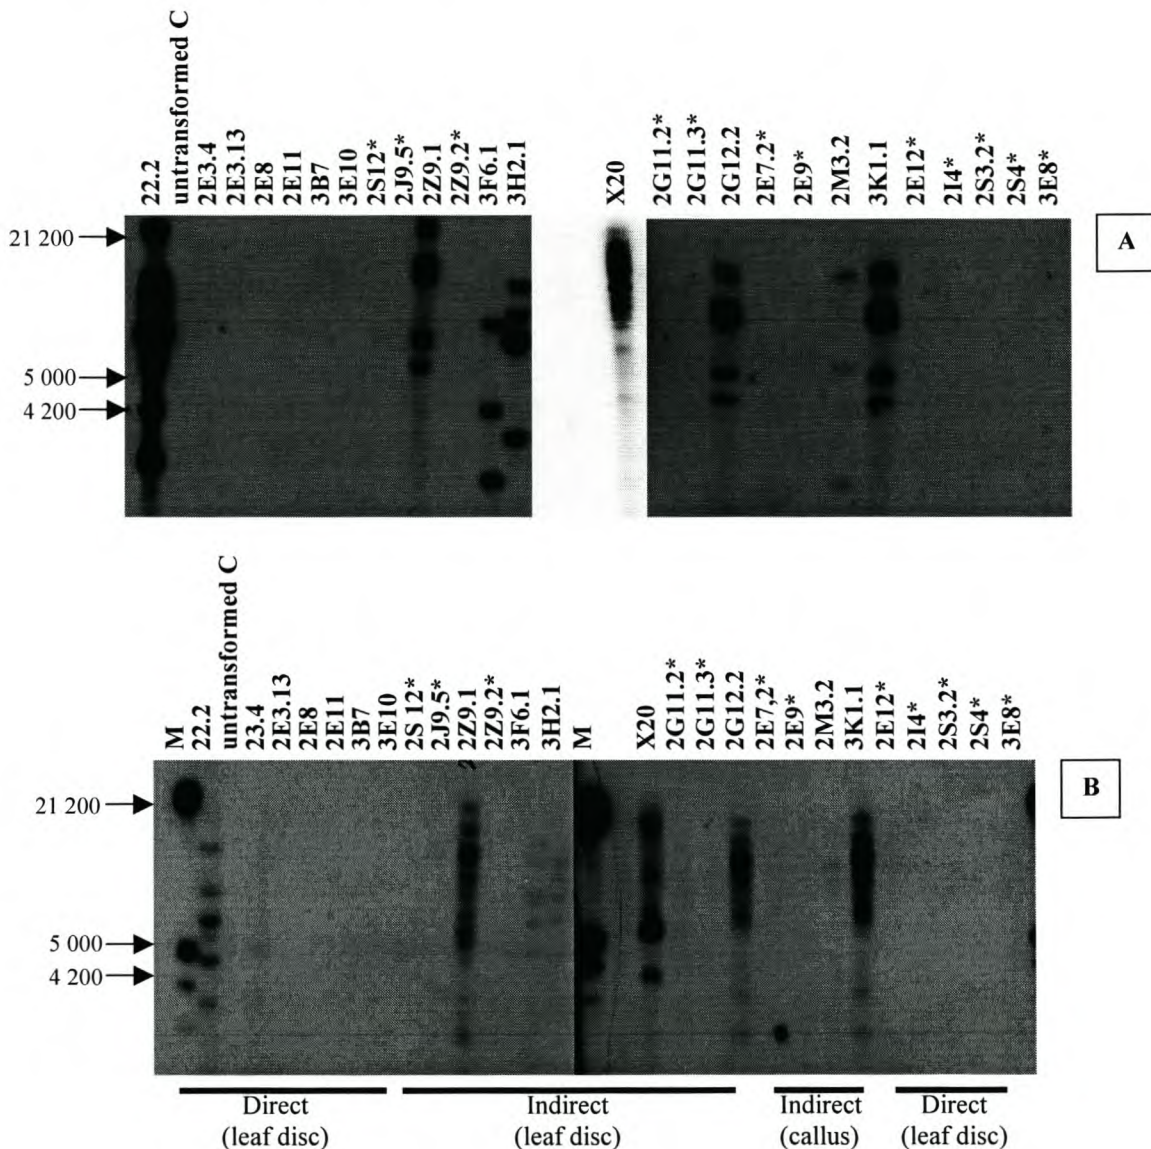 22.2
untransformed C
2E3.4
2E3.13
2E8
2E11
3B7
3E10
2S12*
2J9.5*
2Z9.1
2Z9.2*
3F6.1
3H2.1
X20
2G11.2*
2G11.3*
2G12.2
2E7.2*
2E9*
2M3.2
3K1.1
2E12*
2I4*
2S3.2*
2S4*
3E8*
21 200
5 000
4 200
A
M
22.2
untransformed C
23.4
2E3.13
2E8
2E11
3B7
3E10
2S 12*
2J9.5*
2Z9.1
2Z9.2*
3F6.1
3H2.1
M
X20
2G11.2*
2G11.3*
2G12.2
2E7,2*
2E9*
2M3.2
3K1.1
2E12*
2I4*
2S3.2*
2S4*
3E8*
21 200
5 000
4 200
B
Direct
(leaf disc)
Indirect
(leaf disc)
Indirect
(callus)
Direct
(leaf disc)